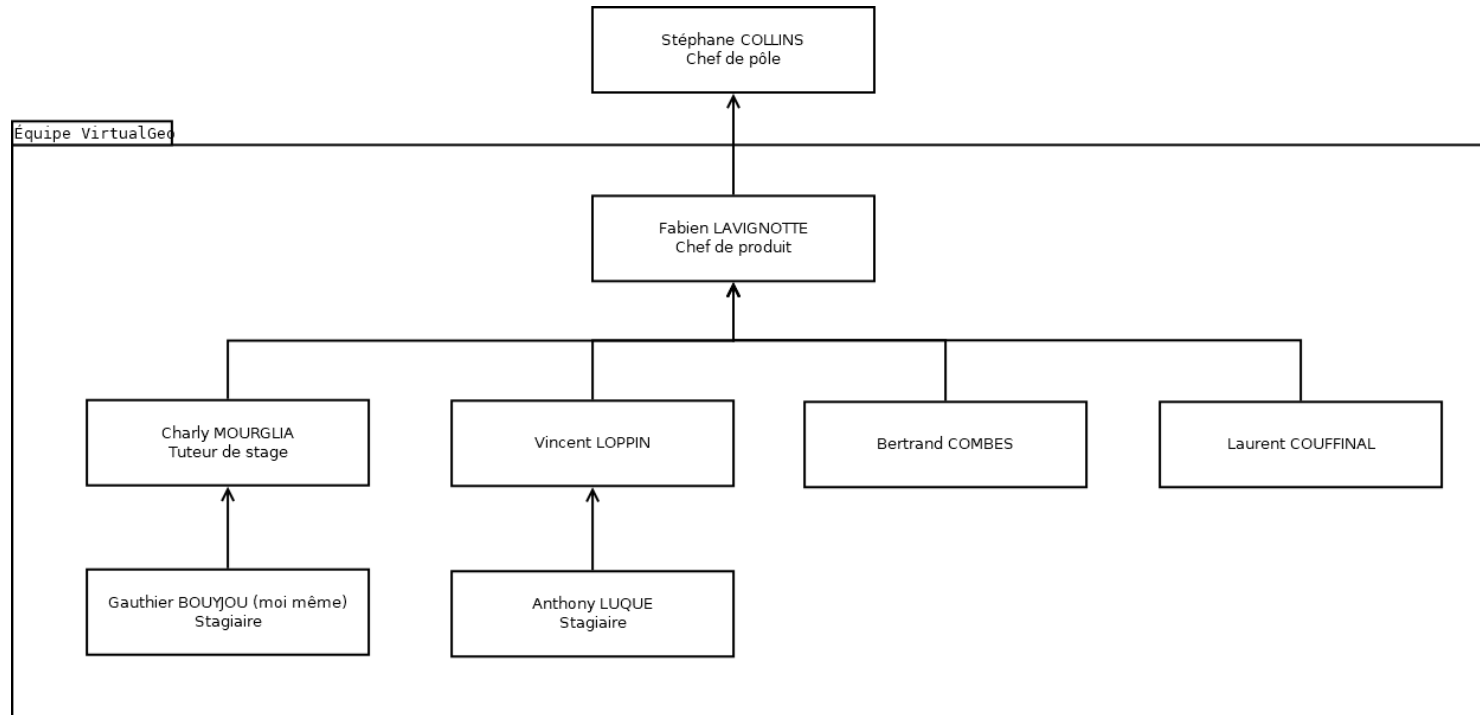 Stéphane COLLINS
Chef de pôle
Équipe VirtualGeo
Fabien LAVIGNOTTE
Chef de produit
Charly MOURGLIA
Tuteur de stage
Vincent LOPPIN
Bertrand COMBES
Laurent COUFFINAL
Gauthier BOUYJOU (moi même)
Stagiaire
Anthony LUQUE
Stagiaire